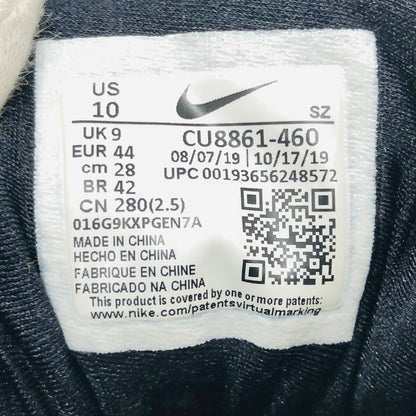 US
10
SZ
UK 9
EUR 44
cm 28
BR 42
CN 280(2.5)
CU8861-460
08/07/19 | 10/17/19
UPC 00193656248572
016G9KXPGEN7A
MADE IN CHINA
HECHO EN CHINA
FABRIQUE EN CHINE
FABRICADO NA CHINA
This product is covered by one or more patents:
www.nike.com/patentsvirtualmarking